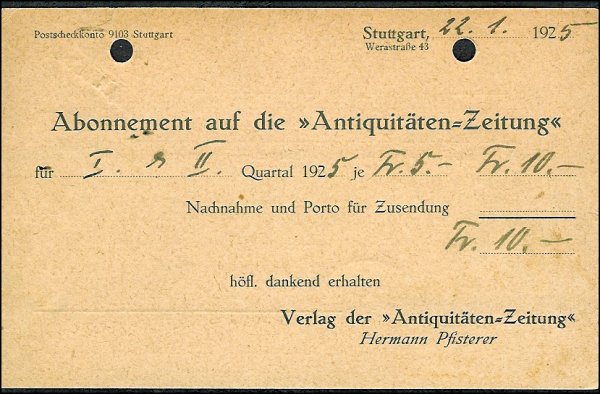 Postscheckkonto 9103 Stuttgart
Stuttgart, 22. 1. 1925
Werastraße 43
Abonnement auf die »Antiquitäten=Zeitung«
für I. & II. Quartal 1925 je Fr. 5.- Fr. 10.-
Nachnahme und Porto für Zusendung
Fr. 10.-
höfl. dankend erhalten
Verlag der »Antiquitäten=Zeitung«
Hermann Pfisterer